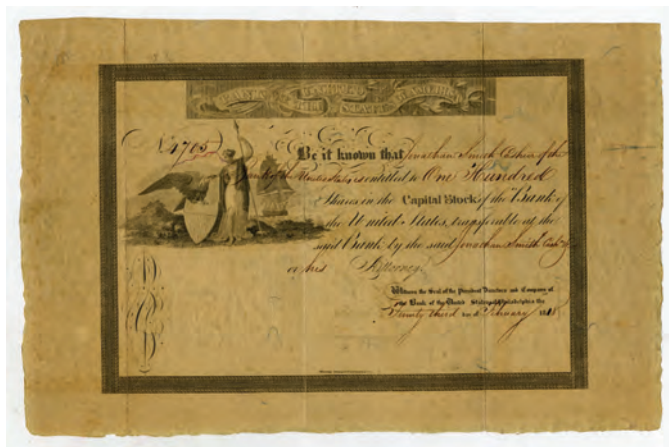 Be it known that Jonathan Smith Cashier of the
Bank of the United States is entitled to One Hundred
Shares in the Capital Stock of the Bank of
the United States, transferable at the
said Bank by the said Jonathan Smith
or his Attorney.
Witness the Seal of the President Directors and Company of
the Bank of the United States at Philadelphia the
Twenty third day of February